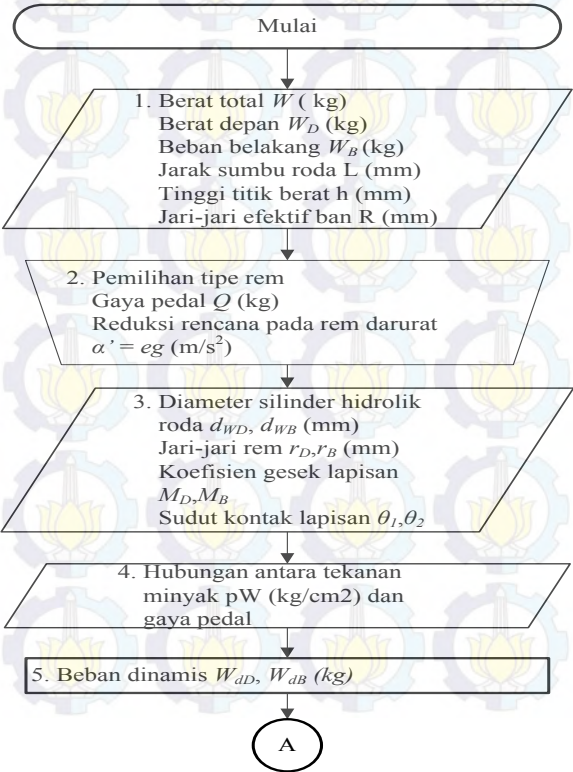 Mulai
1. Berat total W ( kg)
Berat depan W_D (kg)
Beban belakang W_B (kg)
Jarak sumbu roda L (mm)
Tinggi titik berat h (mm)
Jari-jari efektif ban R (mm)
2. Pemilihan tipe rem
Gaya pedal Q (kg)
Reduksi rencana pada rem darurat
α’ = eg (m/s²)
3. Diameter silinder hidrolik
roda d_WD, d_WB (mm)
Jari-jari rem r_D,r_B (mm)
Koefisien gesek lapisan
M_D,M_B
Sudut kontak lapisan θ_1,θ_2
4. Hubungan antara tekanan
minyak pW (kg/cm2) dan
gaya pedal
5. Beban dinamis W_dD, W_dB (kg)
A